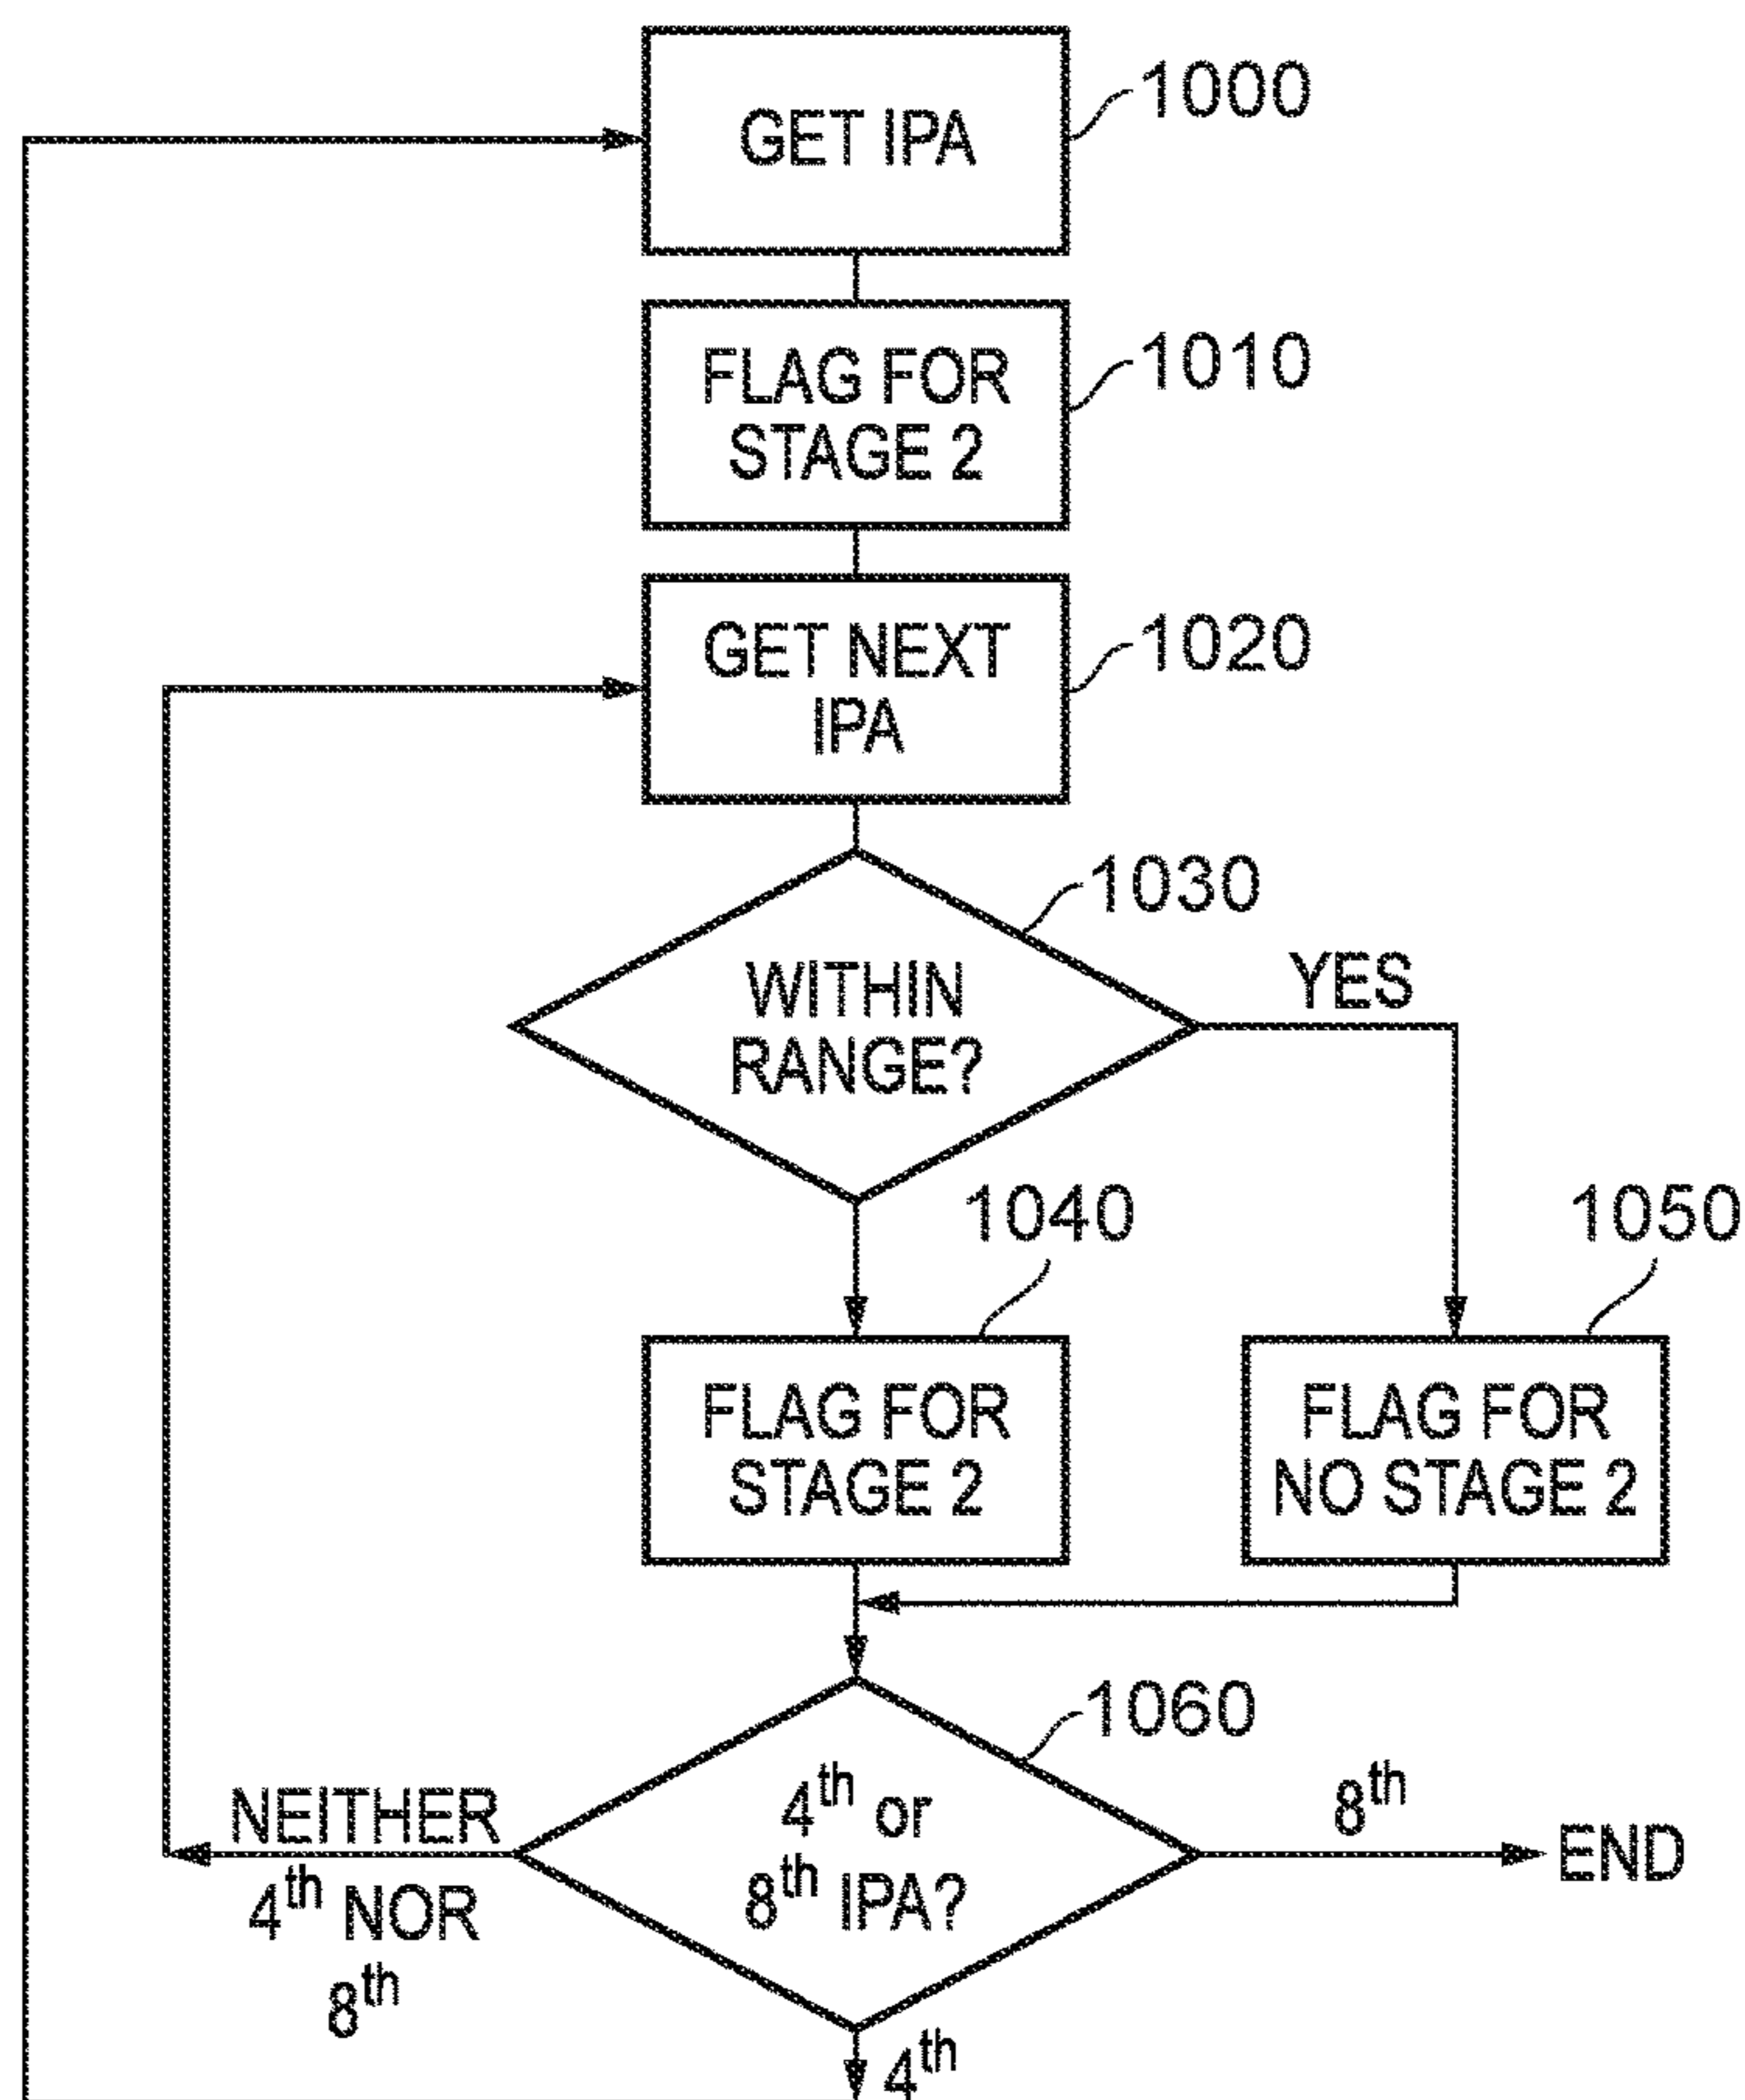 GET IPA
1000
FLAG FOR
STAGE 2
1010
GET NEXT
IPA
1020
WITHIN
RANGE?
1030
YES
FLAG FOR
STAGE 2
1040
FLAG FOR
NO STAGE 2
1050
4th or
8th IPA?
1060
NEITHER
4th NOR
8th
8th
END
4th